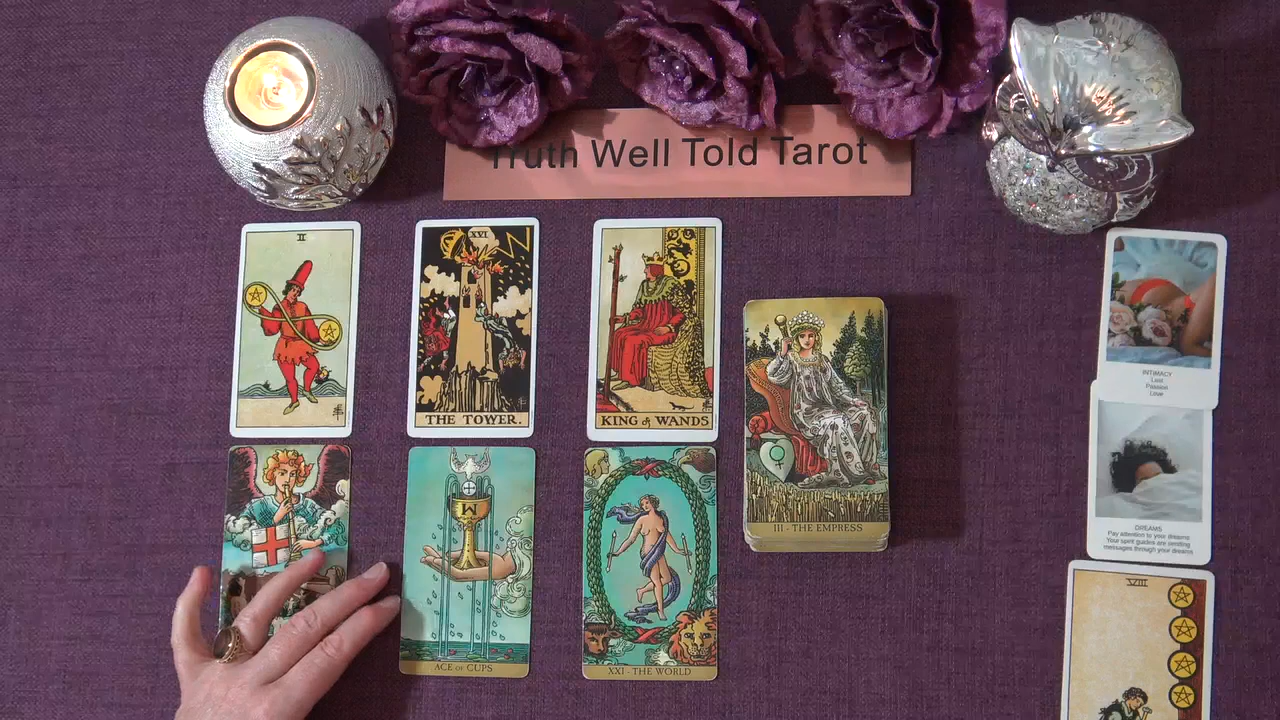 Truth Well Told Tarot
II
XVI
THE TOWER.
KING of WANDS
III - THE EMPRESS
ACE OF CUPS
XXI - THE WORLD
INTIMACY
Lust
Passion
Love
DREAMS
Pay attention to your dreams
Your spirit guides are sending
messages through your dreams
VIII